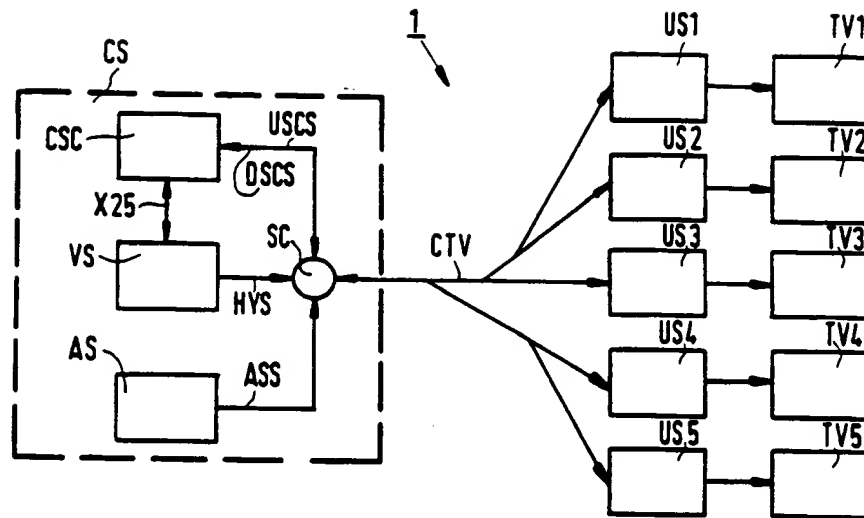 1
CS
CSC
USCS
DSCS
X25
VS
SC
HYS
AS
ASS
CTV
US1
TV1
US2
TV2
US3
TV3
US4
TV4
US5
TV5